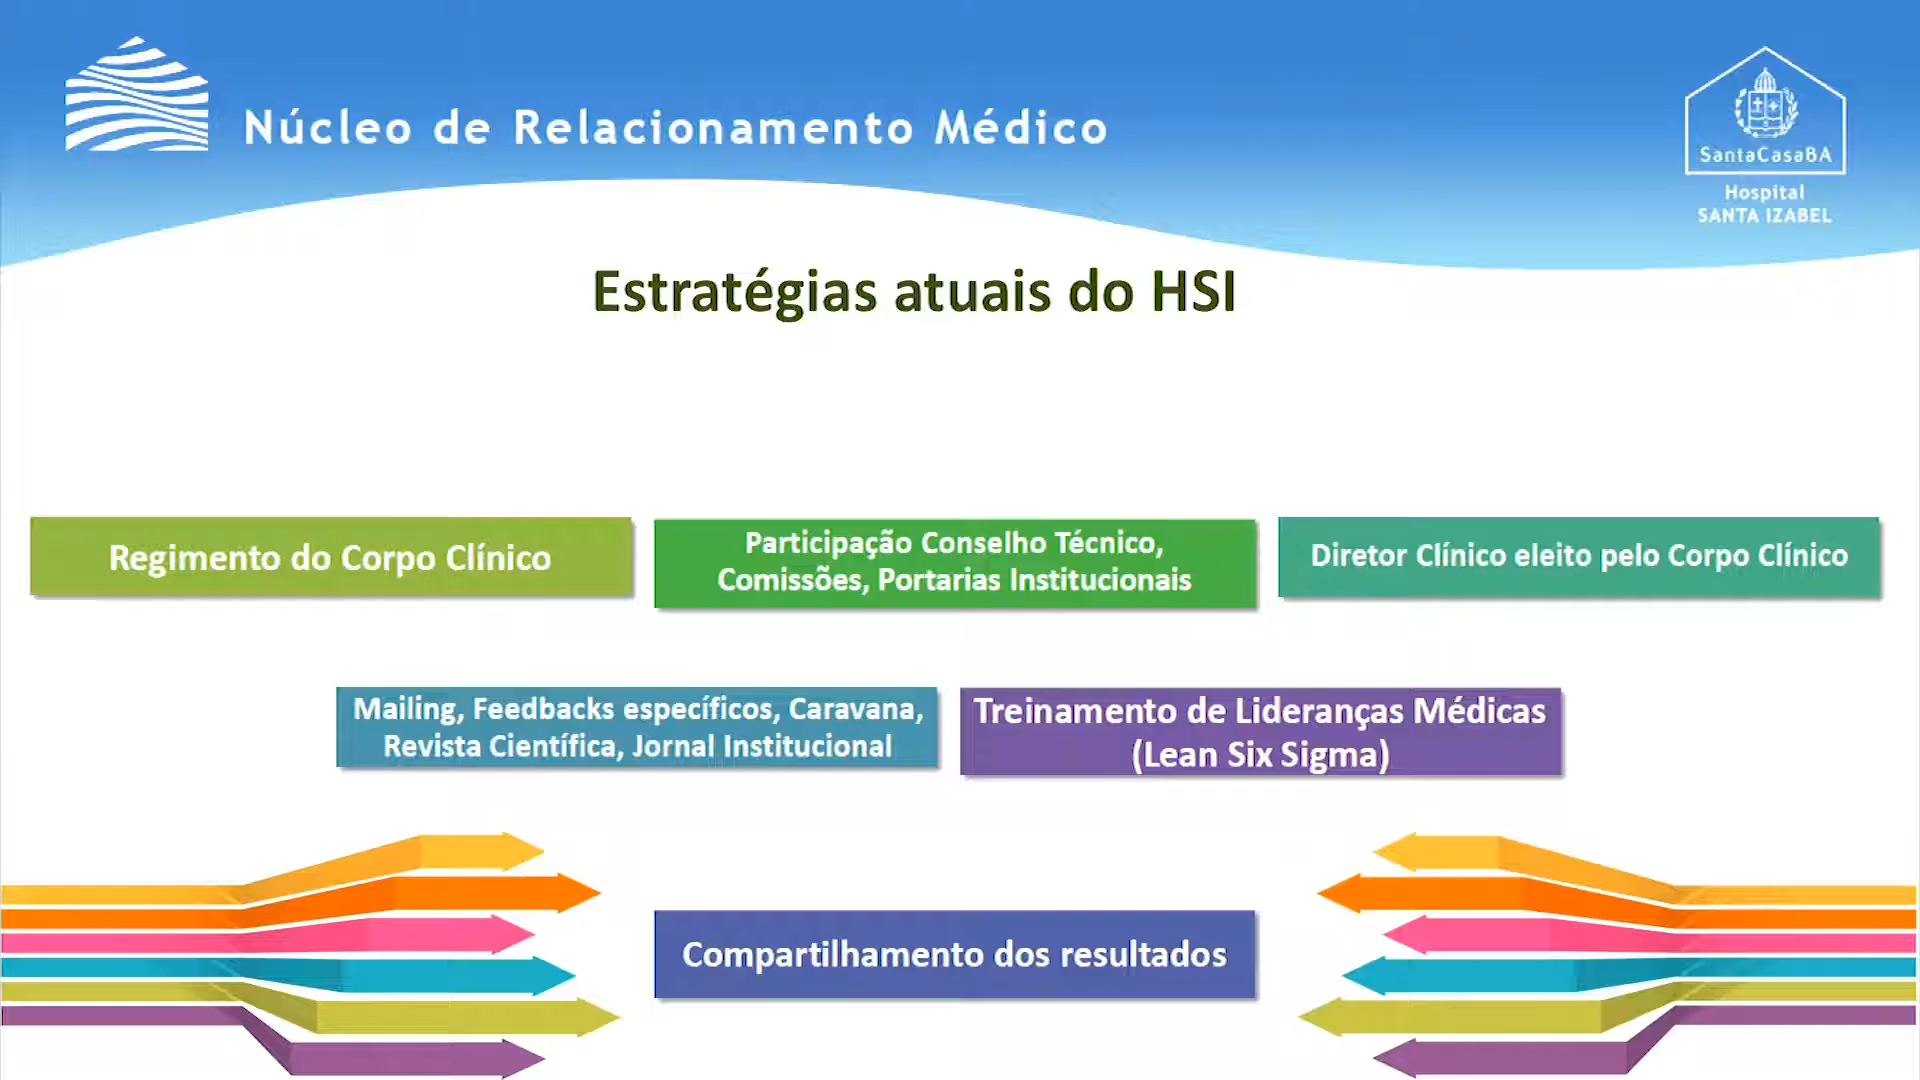 Núcleo de Relacionamento Médico
SantaCasaBA
Hospital
SANTA IZABEL
Estratégias atuais do HSI
Regimento do Corpo Clínico
Participação Conselho Técnico,
Comissões, Portarias Institucionais
Diretor Clínico eleito pelo Corpo Clínico
Mailing, Feedbacks específicos, Caravana,
Revista Científica, Jornal Institucional
Treinamento de Lideranças Médicas
(Lean Six Sigma)
Compartilhamento dos resultados